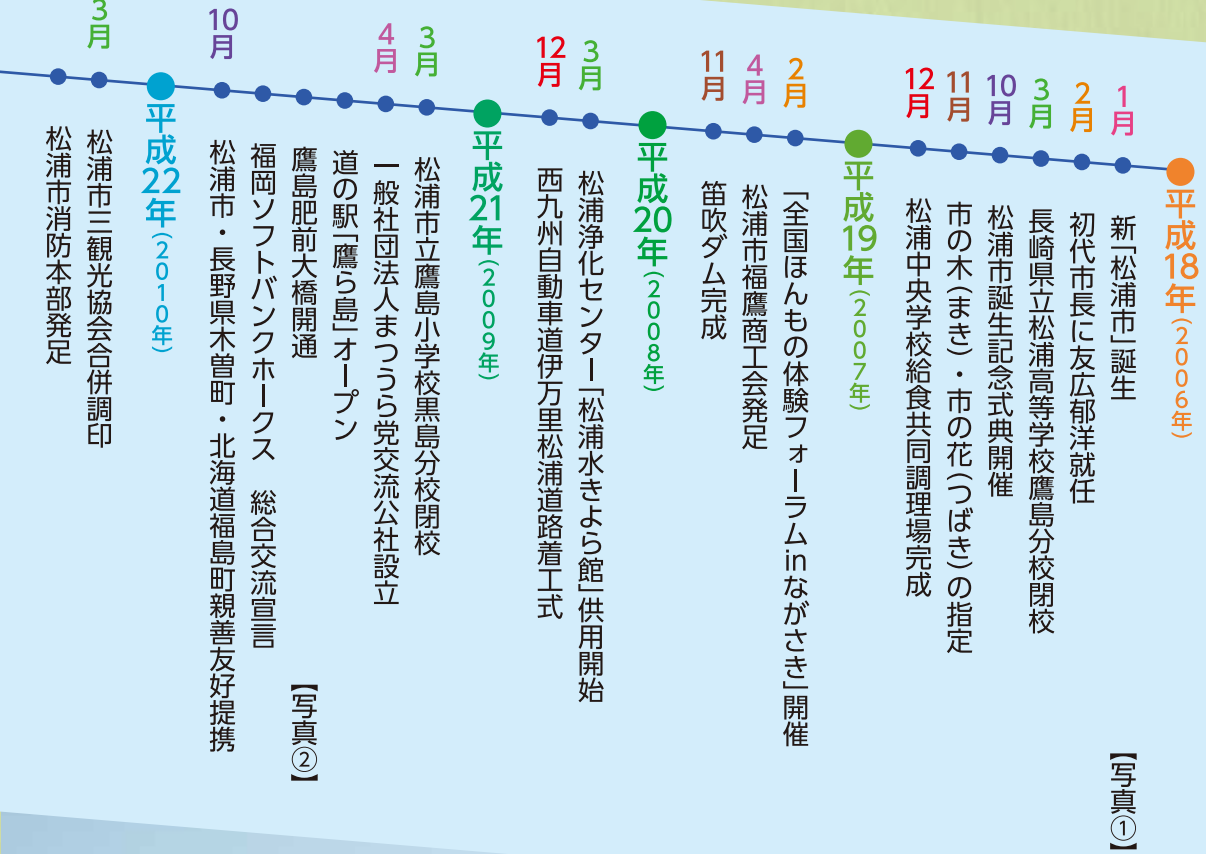 平成18年(2006年)
1月
新「松浦市」誕生 【写真①】
2月
初代市長に友広郁洋就任
3月
長崎県立松浦高等学校鷹島分校閉校
10月
松浦市誕生記念式典開催
11月
市の木(まき)・市の花(つばき)の指定
12月
松浦中央学校給食共同調理場完成
平成19年(2007年)
2月
「全国ほんもの体験フォーラムinながさき」開催
4月
松浦市福鷹商工会発足
11月
笛吹ダム完成
平成20年(2008年)
3月
松浦浄化センター「松浦水きよら館」供用開始
12月
西九州自動車道伊万里松浦道路着工式
平成21年(2009年)
3月
松浦市立鷹島小学校黒島分校閉校
4月
一般社団法人まつうら党交流公社設立
道の駅「鷹ら島」オープン
鷹島肥前大橋開通 【写真②】
福岡ソフトバンクホークス 総合交流宣言
10月
松浦市・長野県木曽町・北海道福島町親善友好提携
平成22年(2010年)
3月
松浦市三観光協会合併調印
松浦市消防本部発足